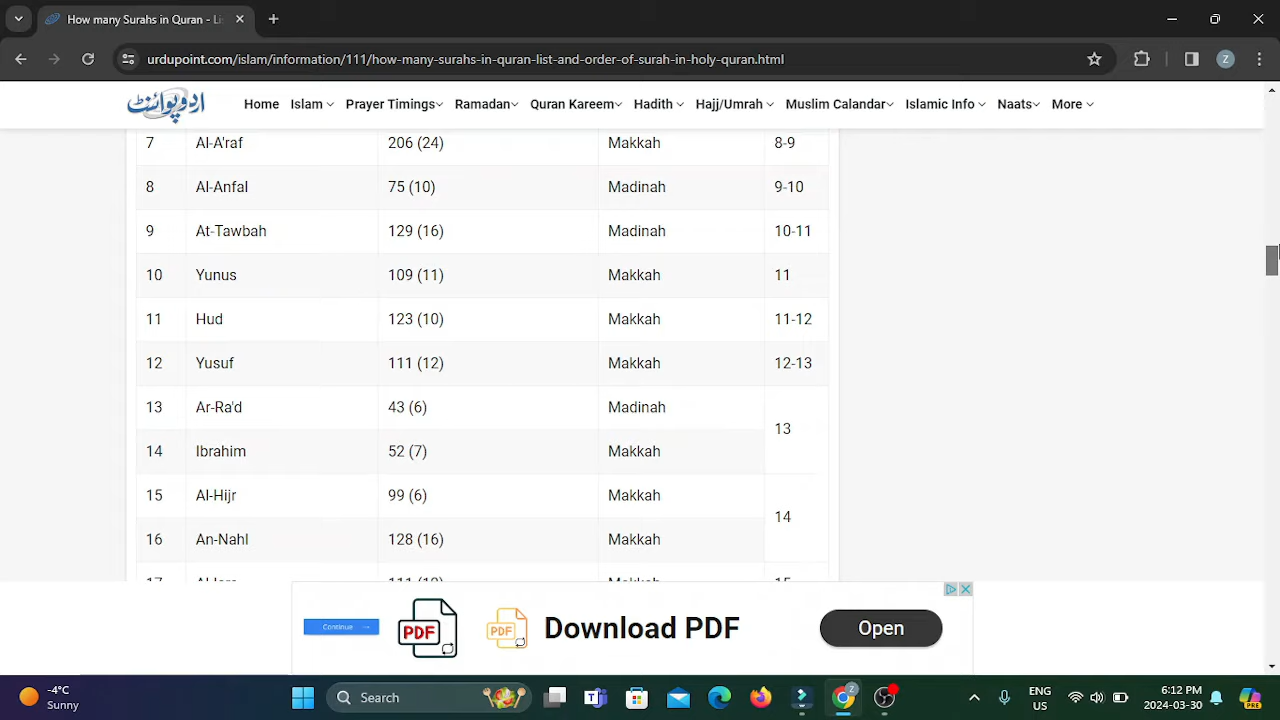 How many Surahs in Quran - Li
urdupoint.com/islam/information/111/how-many-surahs-in-quran-list-and-order-of-surah-in-holy-quran.html
Z
اردوپوائنٹ Home Islam Prayer Timings Ramadan Quran Kareem Hadith Hajj/Umrah Muslim Calandar Islamic Info Naats More
7 Al-A'raf 206 (24) Makkah 8-9
8 Al-Anfal 75 (10) Madinah 9-10
9 At-Tawbah 129 (16) Madinah 10-11
10 Yunus 109 (11) Makkah 11
11 Hud 123 (10) Makkah 11-12
12 Yusuf 111 (12) Makkah 12-13
13 Ar-Ra'd 43 (6) Madinah 13
14 Ibrahim 52 (7) Makkah
15 Al-Hijr 99 (6) Makkah 14
16 An-Nahl 128 (16) Makkah
Continue
PDF PDF Download PDF Open
-4°C
Sunny
Search
Z
ENG
US
6:12 PM
2024-03-30
PRE